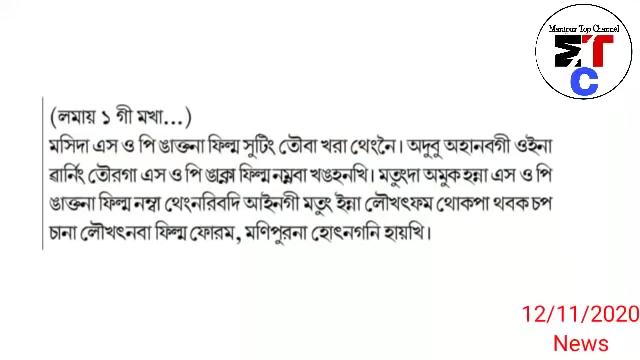 Manipur Top Channel
MT
C
(লমায় ১ গী মখা...)
মসিদা এস ও পি ঙাক্তনা ফিল্ম সুটিং তৌবা খরা থেংনৈ। অদুবু অহানবগী ওইনা
ৱার্নিং তৌরগা এস ও পি ঙাক্না ফিল্ম নম্নবা খঙহনখি। মতুংদা অমুক হন্না এস ও পি
ঙাক্তনা ফিল্ম নম্বা থেংনরিবদি আইনগী মতুং ইন্না লৌখৎফম থোকপা থবক চপ
চানা লৌখৎনবা ফিল্ম ফোরম, মণিপুরনা হোৎনগনি হায়খি।
12/11/2020
News